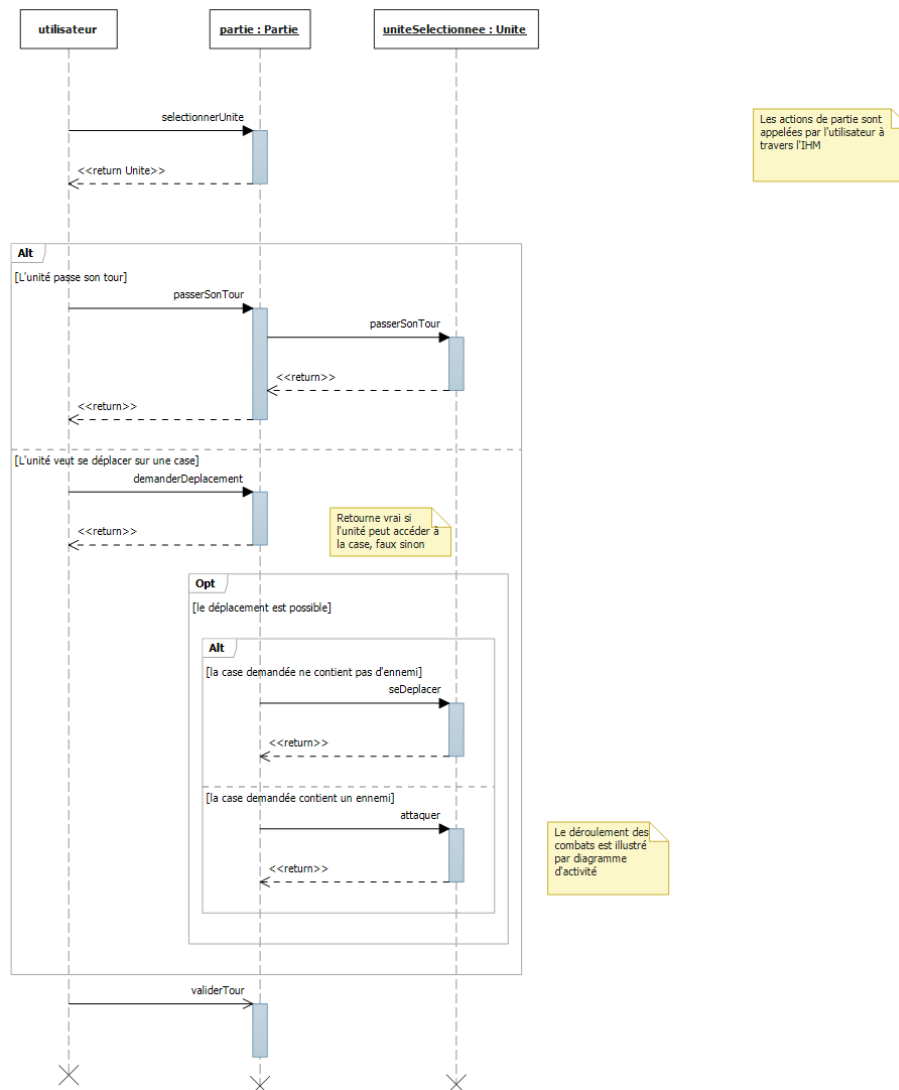 utilisateur
partie : Partie
uniteSelectionnee : Unite
selectionnerUnite
Les actions de partie sont
appelées par l'utilisateur à
travers l'IHM
<<return Unite>>
Alt
[L'unité passe son tour]
passerSonTour
passerSonTour
<<return>>
<<return>>
[L'unité veut se déplacer sur une case]
demanderDeplacement
Retourne vrai si
l'unité peut accéder à
la case, faux sinon
<<return>>
Opt
[le déplacement est possible]
Alt
[la case demandée ne contient pas d'ennemi]
seDeplacer
<<return>>
[la case demandée contient un ennemi]
attaquer
Le déroulement des
combats est illustré
par diagramme
d'activité
<<return>>
validerTour